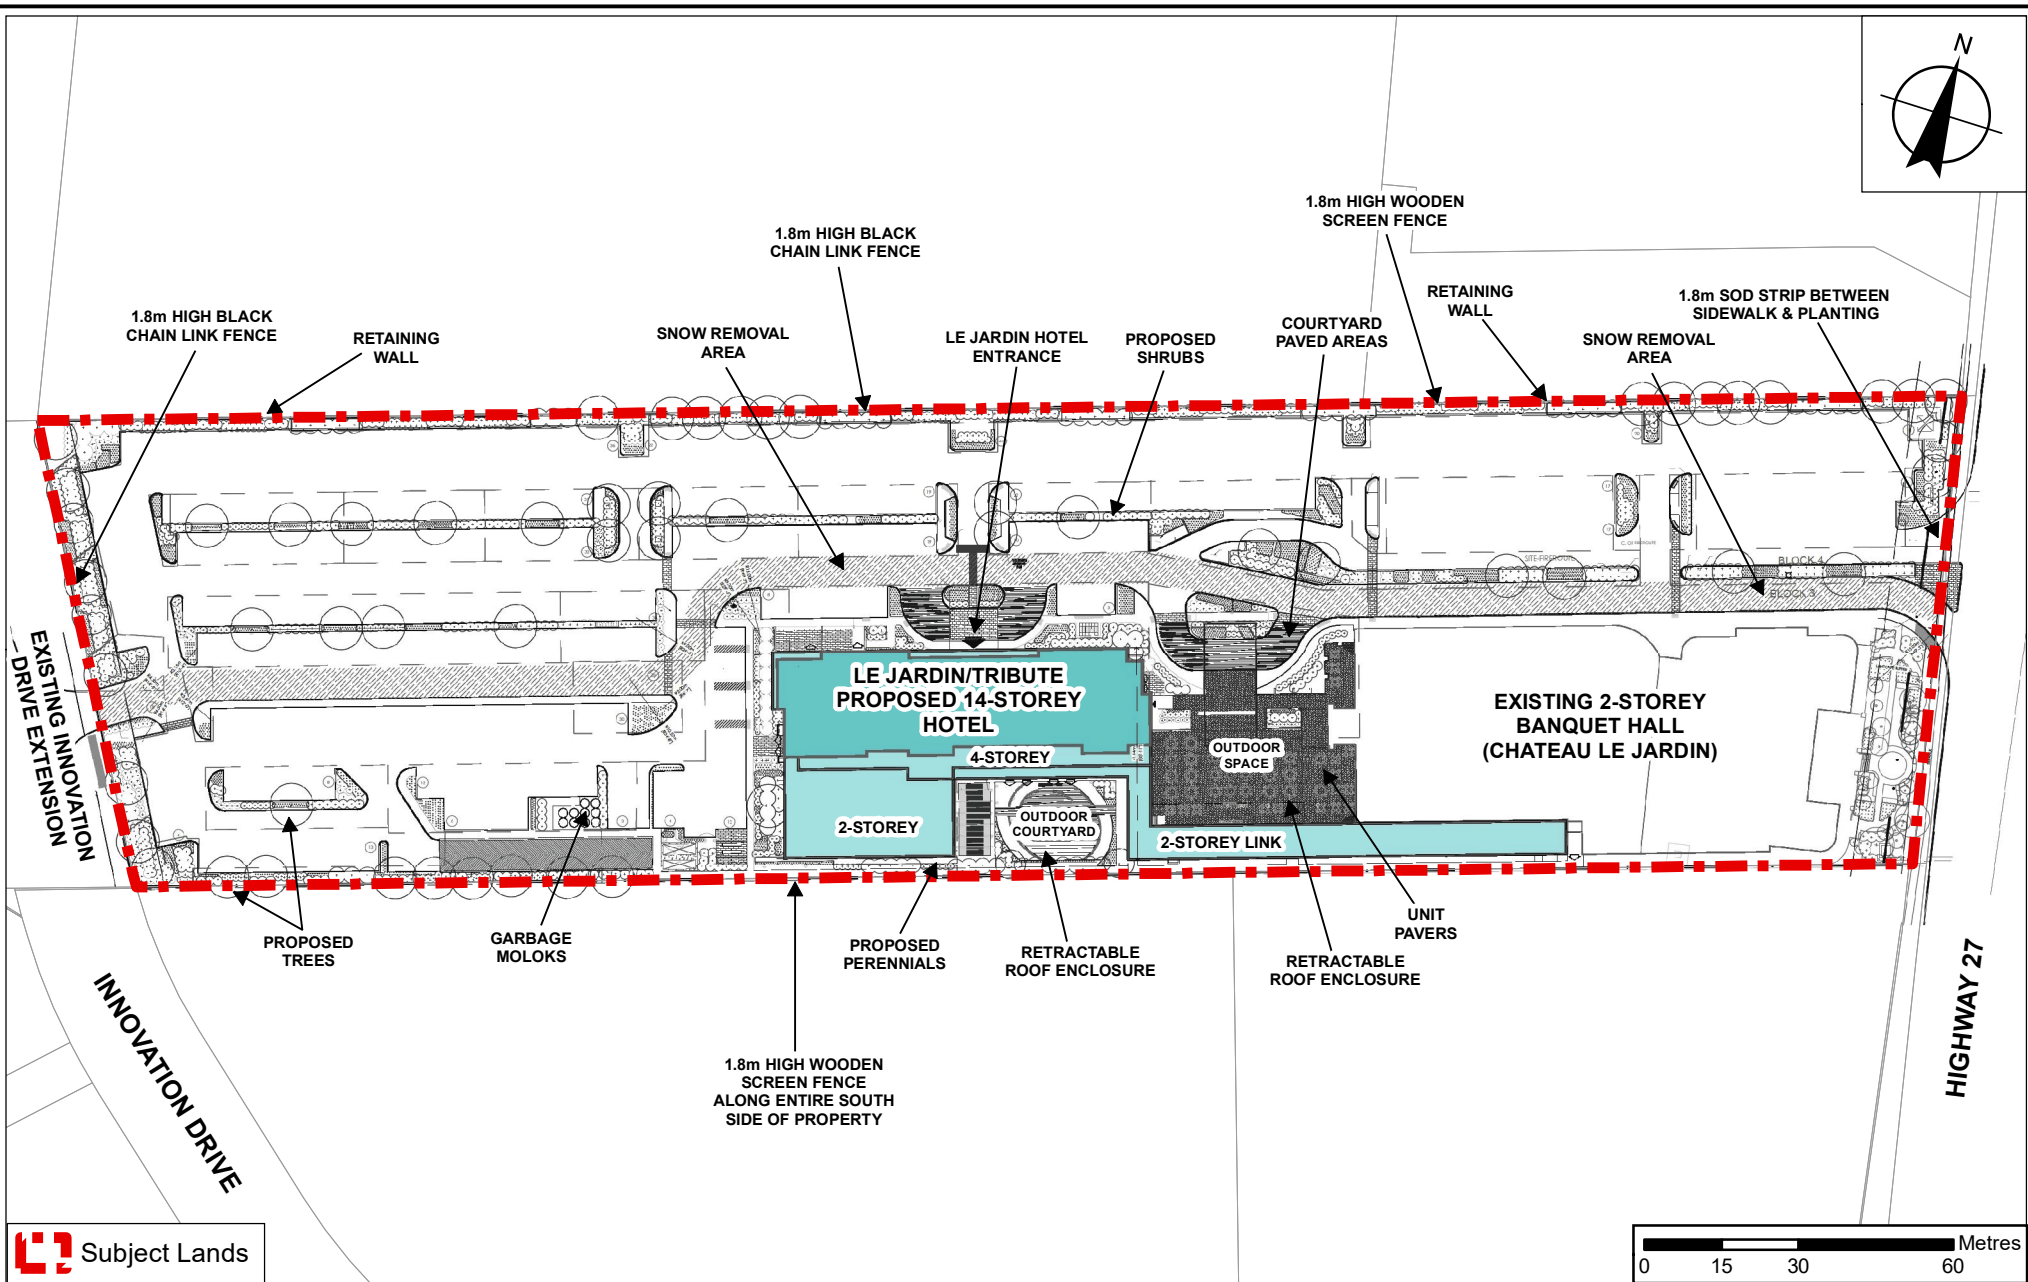 N
1.8m HIGH WOODEN
SCREEN FENCE
1.8m HIGH BLACK
CHAIN LINK FENCE
RETAINING
WALL
1.8m SOD STRIP BETWEEN
SIDEWALK & PLANTING
1.8m HIGH BLACK
CHAIN LINK FENCE
RETAINING
WALL
SNOW REMOVAL
AREA
LE JARDIN HOTEL
ENTRANCE
PROPOSED
SHRUBS
COURTYARD
PAVED AREAS
SNOW REMOVAL
AREA
BLOCK 4
BLOCK 3
EXISTING INNOVATION
DRIVE EXTENSION
LE JARDIN/TRIBUTE
PROPOSED 14-STOREY
HOTEL
4-STOREY
2-STOREY
OUTDOOR
COURTYARD
OUTDOOR
SPACE
2-STOREY LINK
EXISTING 2-STOREY
BANQUET HALL
(CHATEAU LE JARDIN)
PROPOSED
TREES
GARBAGE
MOLOKS
PROPOSED
PERENNIALS
RETRACTABLE
ROOF ENCLOSURE
RETRACTABLE
ROOF ENCLOSURE
UNIT
PAVERS
1.8m HIGH WOODEN
SCREEN FENCE
ALONG ENTIRE SOUTH
SIDE OF PROPERTY
INNOVATION DRIVE
HIGHWAY 27
Subject Lands
Metres
0 15 30 60